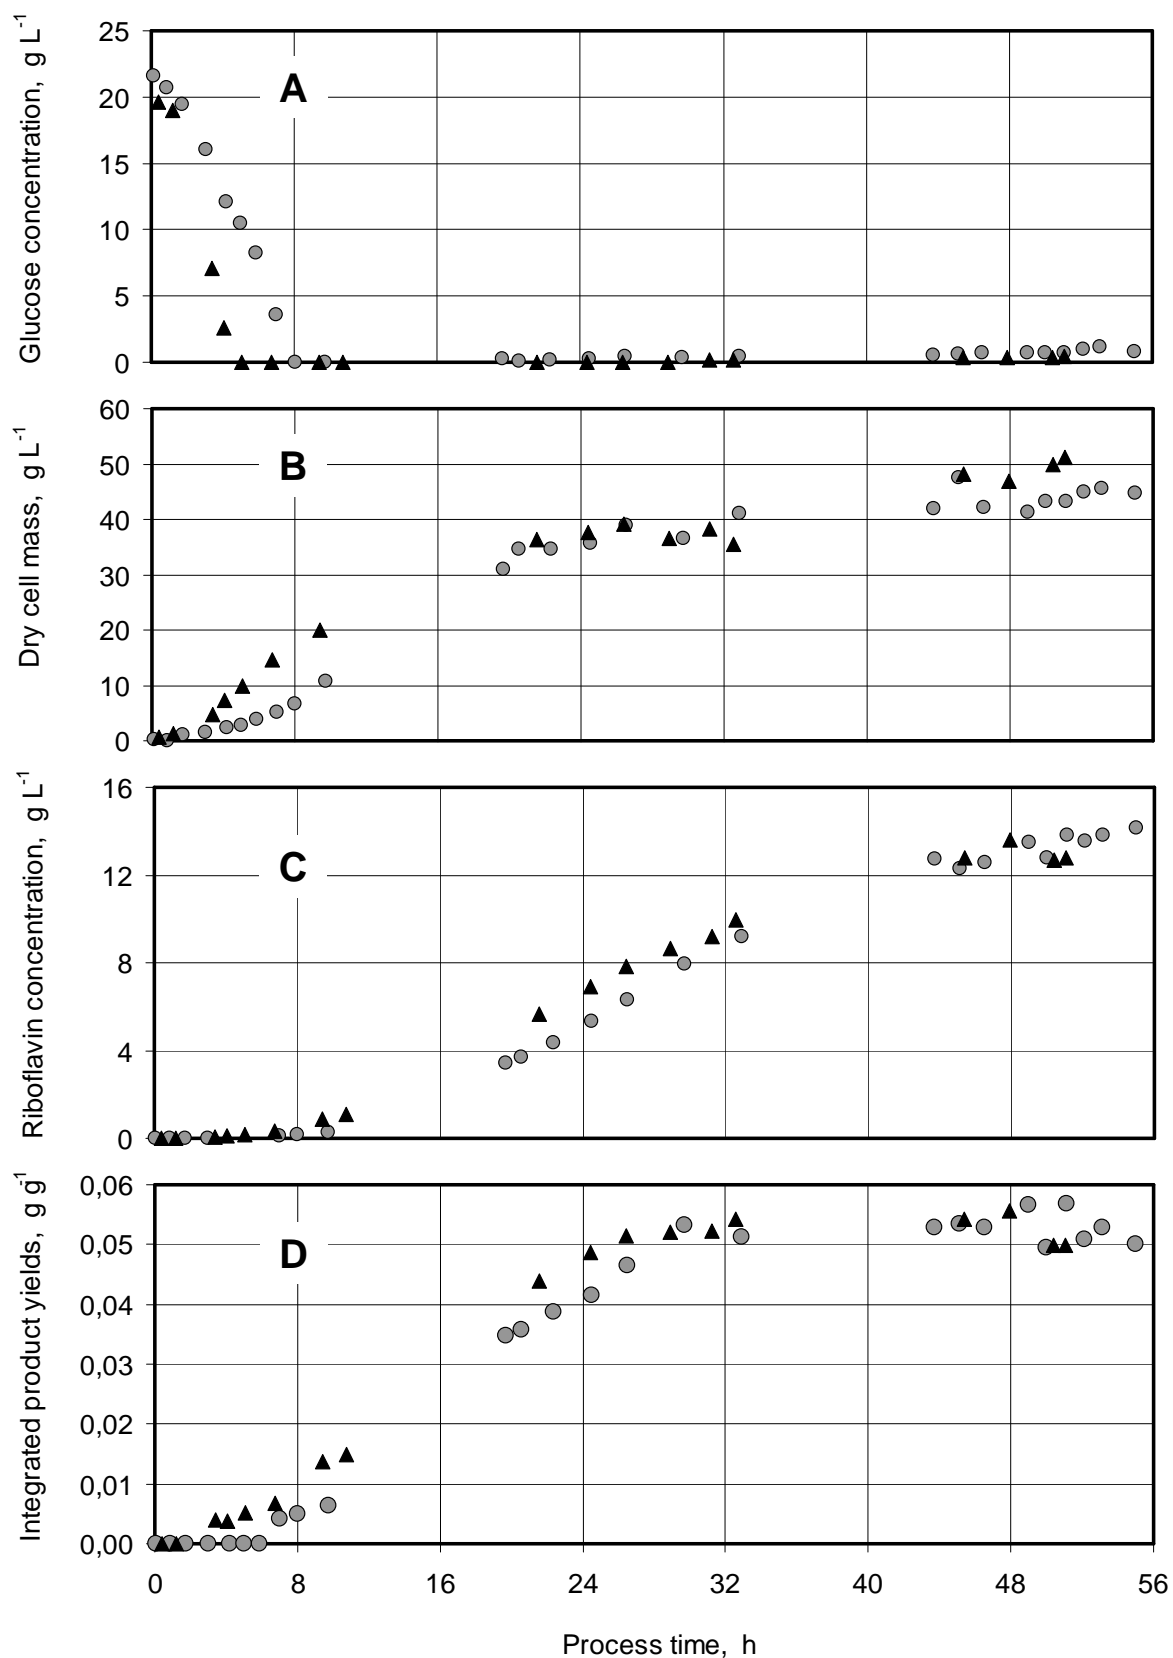 Glucose concentration, g L-1
25
20
15
10
5
0
A
Dry cell mass, g L-1
60
50
40
30
20
10
0
B
Riboflavin concentration, g L-1
16
12
8
4
0
C
Integrated product yields, g g-1
0,06
0,05
0,04
0,03
0,02
0,01
0,00
D
0 8 16 24 32 40 48 56
Process time, h